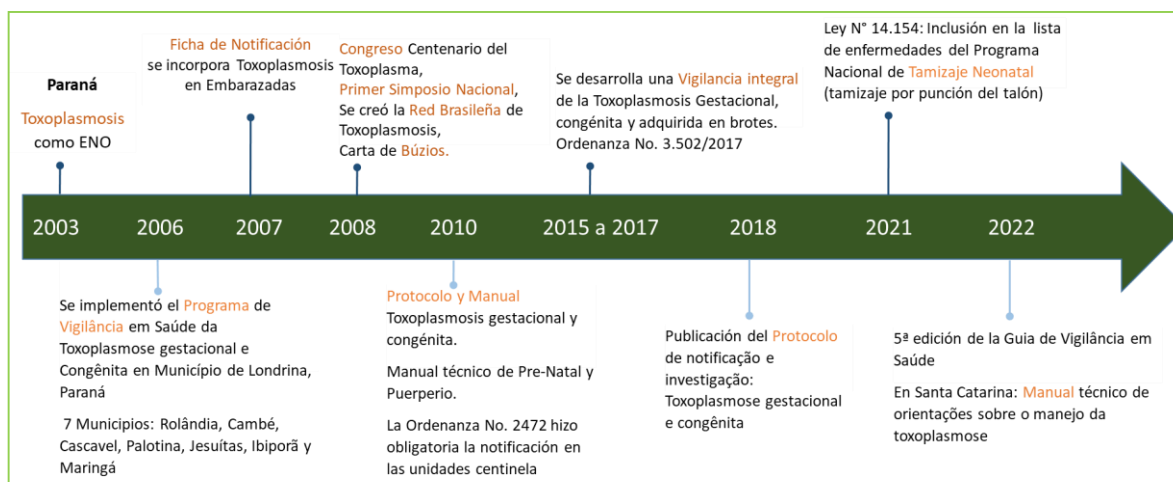 Paraná
Toxoplasmosis
como ENO
Ficha de Notificación
se incorpora Toxoplasmosis
en Embarazadas
Congreso Centenario del
Toxoplasma,
Primer Simposio Nacional,
Se creó la Red Brasileña de
Toxoplasmosis,
Carta de Búzios.
Se desarrolla una Vigilancia integral
de la Toxoplasmosis Gestacional,
congénita y adquirida en brotes.
Ordenanza No. 3.502/2017
Ley N° 14.154: Inclusión en la lista
de enfermedades del Programa
Nacional de Tamizaje Neonatal
(tamizaje por punción del talón)
2003 2006 2007 2008 2010 2015 a 2017 2018 2021 2022
Se implementó el Programa de
Vigilância em Saúde da
Toxoplasmose gestacional e
Congênita en Município de Londrina,
Paraná
7 Municipios: Rolândia, Cambé,
Cascavel, Palotina, Jesuítas, Ibiporã y
Maringá
Protocolo y Manual
Toxoplasmosis gestacional y
congénita.
Manual técnico de Pre-Natal y
Puerperio.
La Ordenanza No. 2472 hizo
obligatoria la notificación en
las unidades centinela
Publicación del Protocolo
de notificação e
investigação:
Toxoplasmose gestacional
e congênita
5ª edición de la Guia de Vigilância em
Saúde
En Santa Catarina: Manual técnico de
orientações sobre o manejo da
toxoplasmose